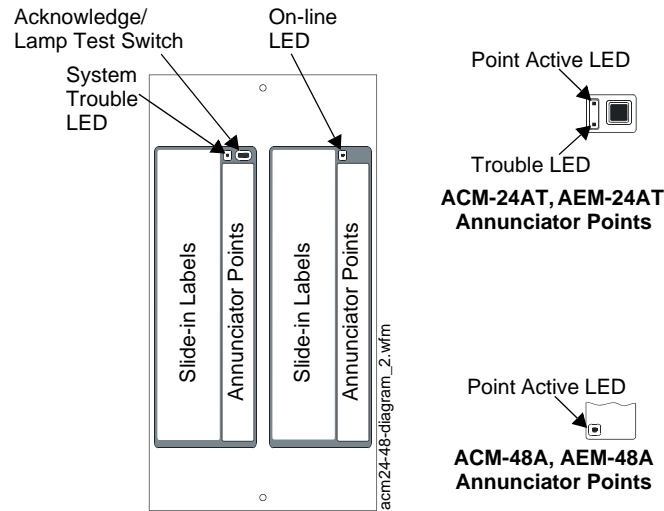 Acknowledge/
Lamp Test Switch
On-line
LED
System
Trouble
LED
Slide-in Labels
Annunciator Points
Slide-in Labels
Annunciator Points
acm24-48-diagram_2.wfm
Point Active LED
Trouble LED
ACM-24AT, AEM-24AT
Annunciator Points
Point Active LED
ACM-48A, AEM-48A
Annunciator Points